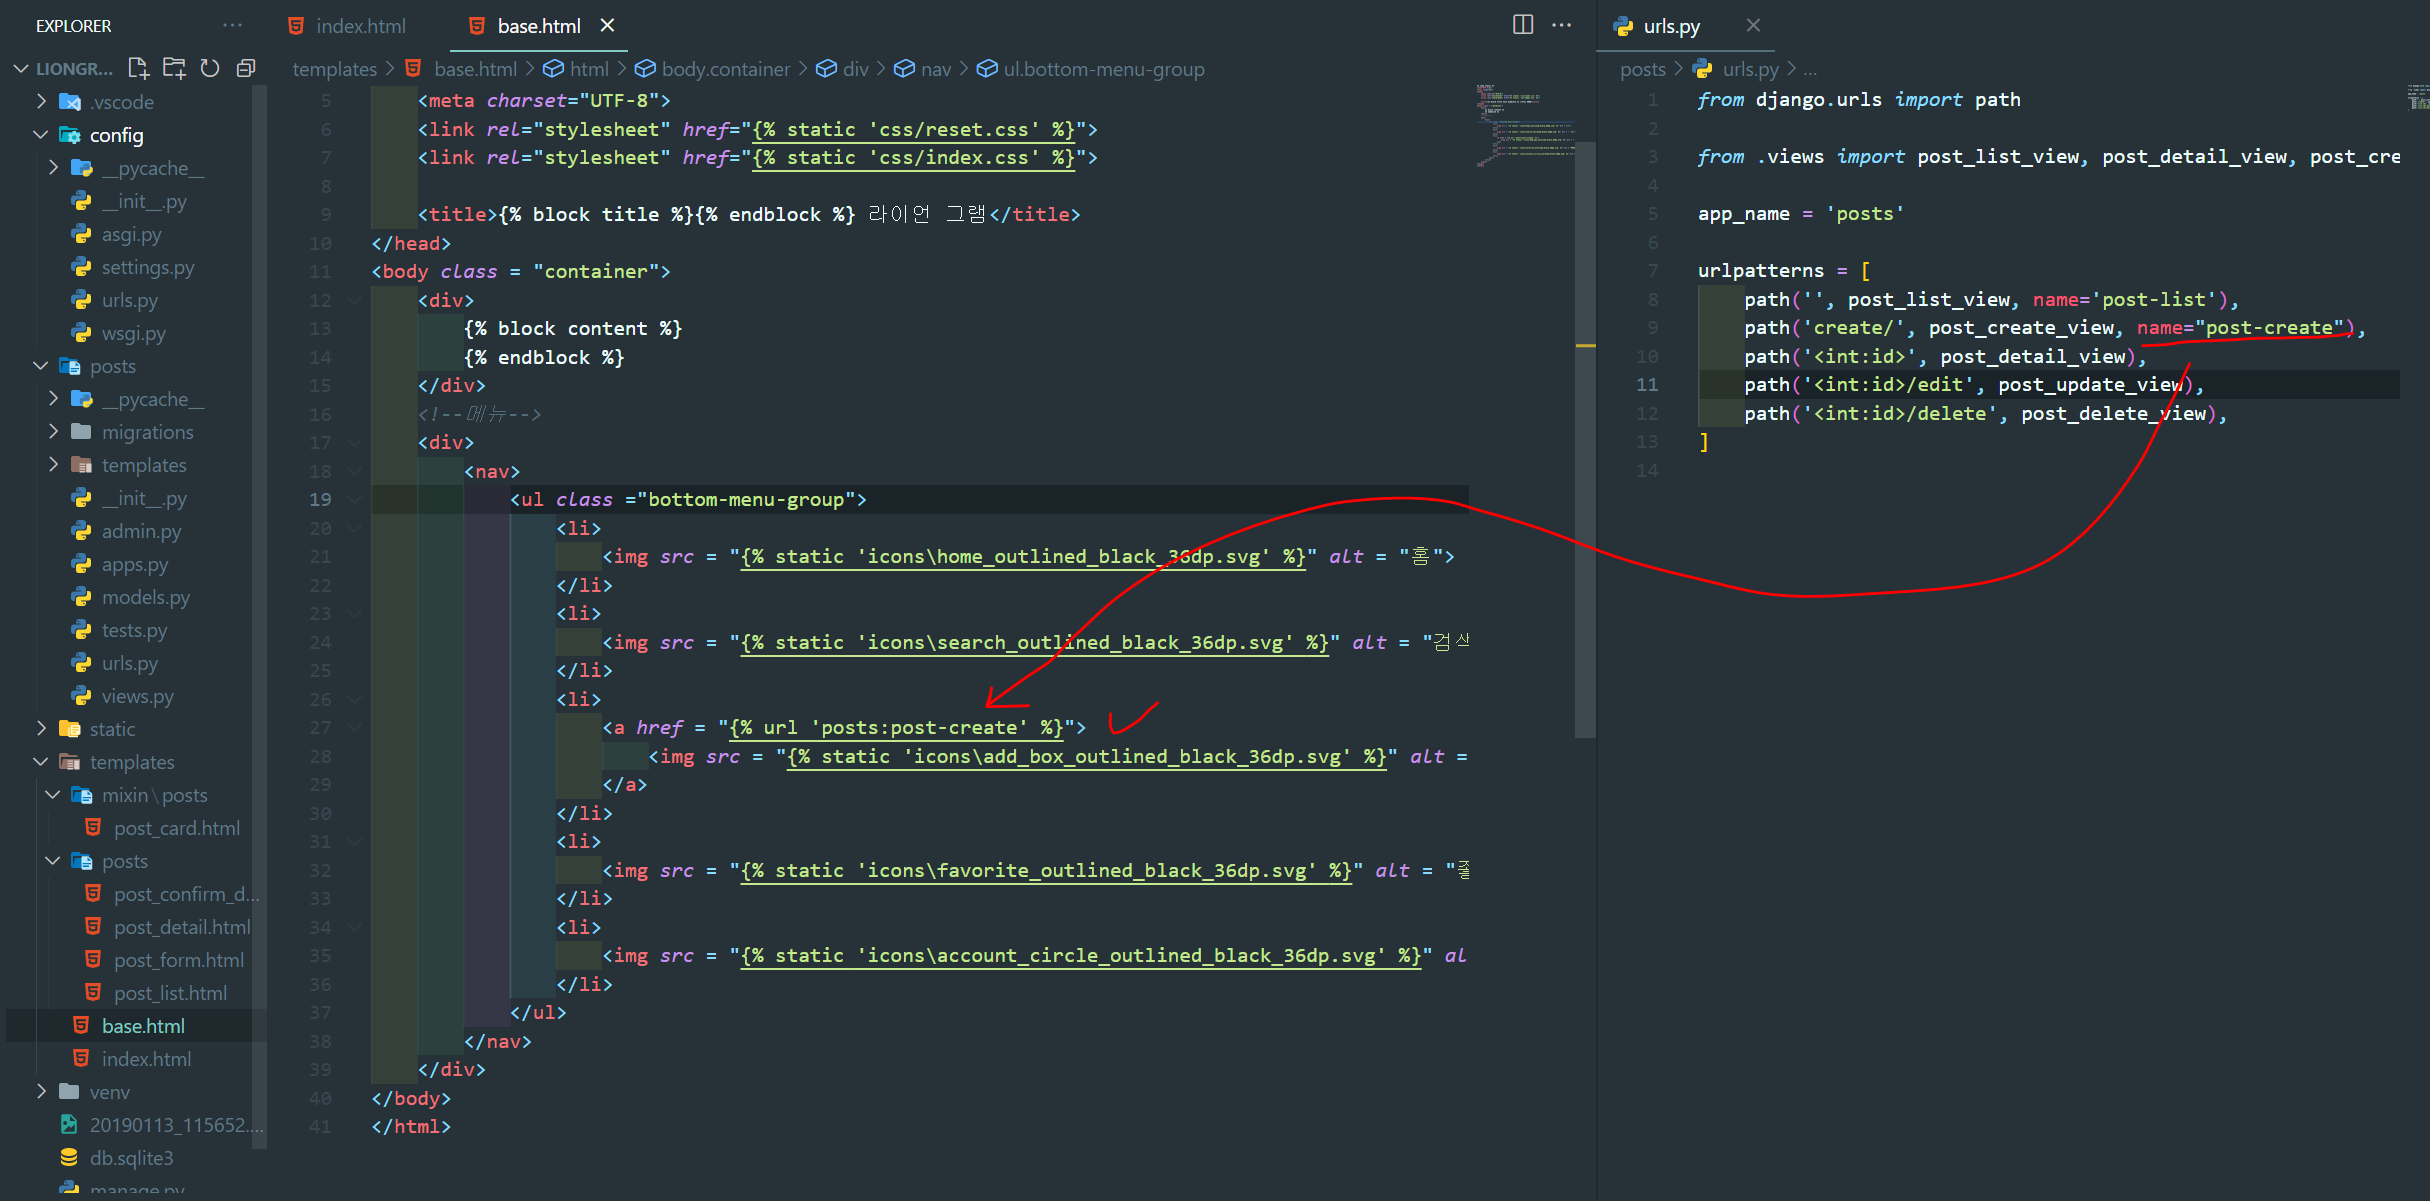 EXPLORER
LIONGR...
.vscode
config
__pycache__
__init__.py
asgi.py
settings.py
urls.py
wsgi.py
posts
__pycache__
migrations
templates
__init__.py
admin.py
apps.py
models.py
tests.py
urls.py
views.py
static
templates
mixin\posts
post_card.html
posts
post_confirm_d...
post_detail.html
post_form.html
post_list.html
base.html
index.html
venv
20190113_115652....
db.sqlite3
manage.py
index.html base.html
templates > base.html > html > body.container > div > nav > ul.bottom-menu-group
5 <meta charset="UTF-8">
6 <link rel="stylesheet" href="{% static 'css/reset.css' %}">
7 <link rel="stylesheet" href="{% static 'css/index.css' %}">
8
9 <title>{% block title %}{% endblock %} 라이언 그램</title>
10 </head>
11 <body class = "container">
12 <div>
13 {% block content %}
14 {% endblock %}
15 </div>
16 <!--메뉴-->
17 <div>
18 <nav>
19 <ul class ="bottom-menu-group">
20 <li>
21 <img src = "{% static 'icons\home_outlined_black_36dp.svg' %}" alt = "홈">
22 </li>
23 <li>
24 <img src = "{% static 'icons\search_outlined_black_36dp.svg' %}" alt = "검
25 </li>
26 <li>
27 <a href = "{% url 'posts:post-create' %}">
28 <img src = "{% static 'icons\add_box_outlined_black_36dp.svg' %}" alt =
29 </a>
30 </li>
31 <li>
32 <img src = "{% static 'icons\favorite_outlined_black_36dp.svg' %}" alt = "
33 </li>
34 <li>
35 <img src = "{% static 'icons\account_circle_outlined_black_36dp.svg' %}" al
36 </li>
37 </ul>
38 </nav>
39 </div>
40 </body>
41 </html>
urls.py
posts > urls.py > ...
1 from django.urls import path
2
3 from .views import post_list_view, post_detail_view, post_cre
4
5 app_name = 'posts'
6
7 urlpatterns = [
8 path('', post_list_view, name='post-list'),
9 path('create/', post_create_view, name="post-create"),
10 path('<int:id>', post_detail_view),
11 path('<int:id>/edit', post_update_view),
12 path('<int:id>/delete', post_delete_view),
13 ]
14